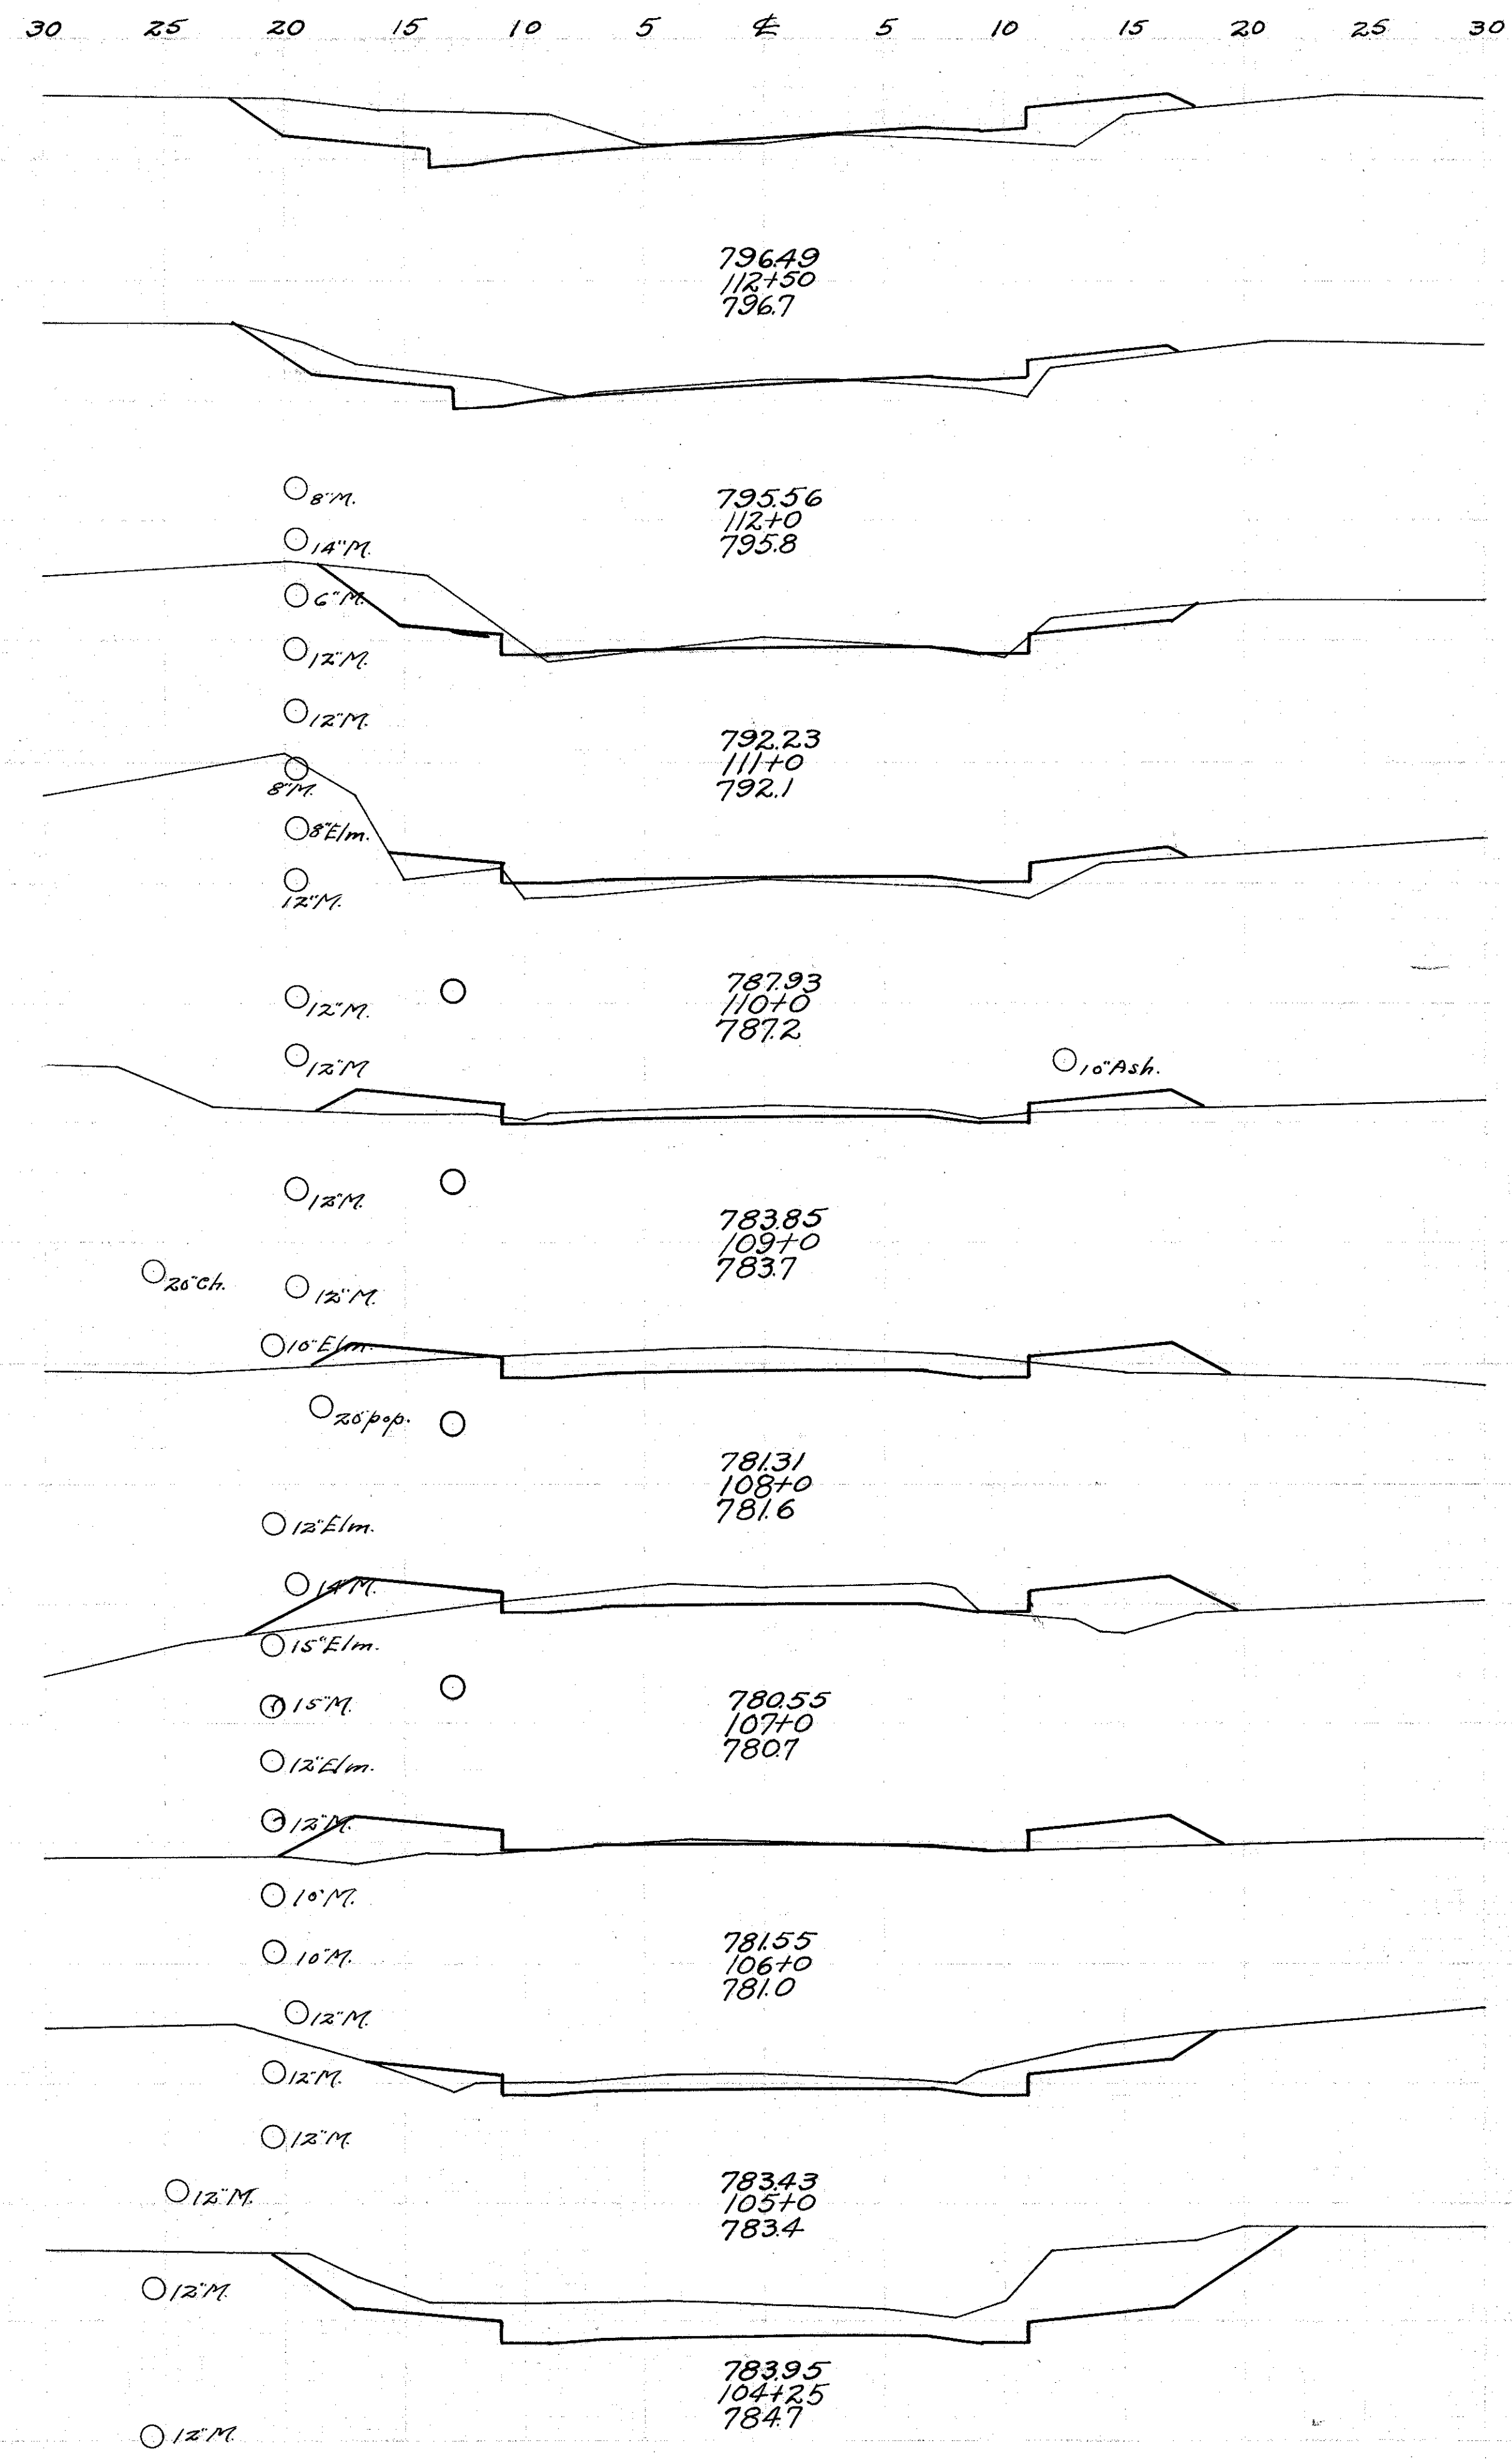 30 25 20 15 10 5 ℄ 5 10 15 20 25 30
796.49
112+50
796.7
8"M.
795.56
112+0
14"M.
795.8
6"M.
12"M.
12"M.
792.23
111+0
8"M.
792.1
8"Elm.
12"M.
787.93
12"M.
110+0
787.2
12"M
10"Ash.
12"M.
783.85
109+0
783.7
20"Ch.
12"M.
10"Elm.
20"pop.
781.31
108+0
781.6
12"Elm.
14"M.
15"Elm.
15"M.
780.55
107+0
780.7
12"Elm.
12"M.
10"M.
781.55
10"M.
106+0
781.0
12"M.
12"M.
12"M.
783.43
12"M.
105+0
783.4
12"M.
783.95
104+25
784.7
12"M.